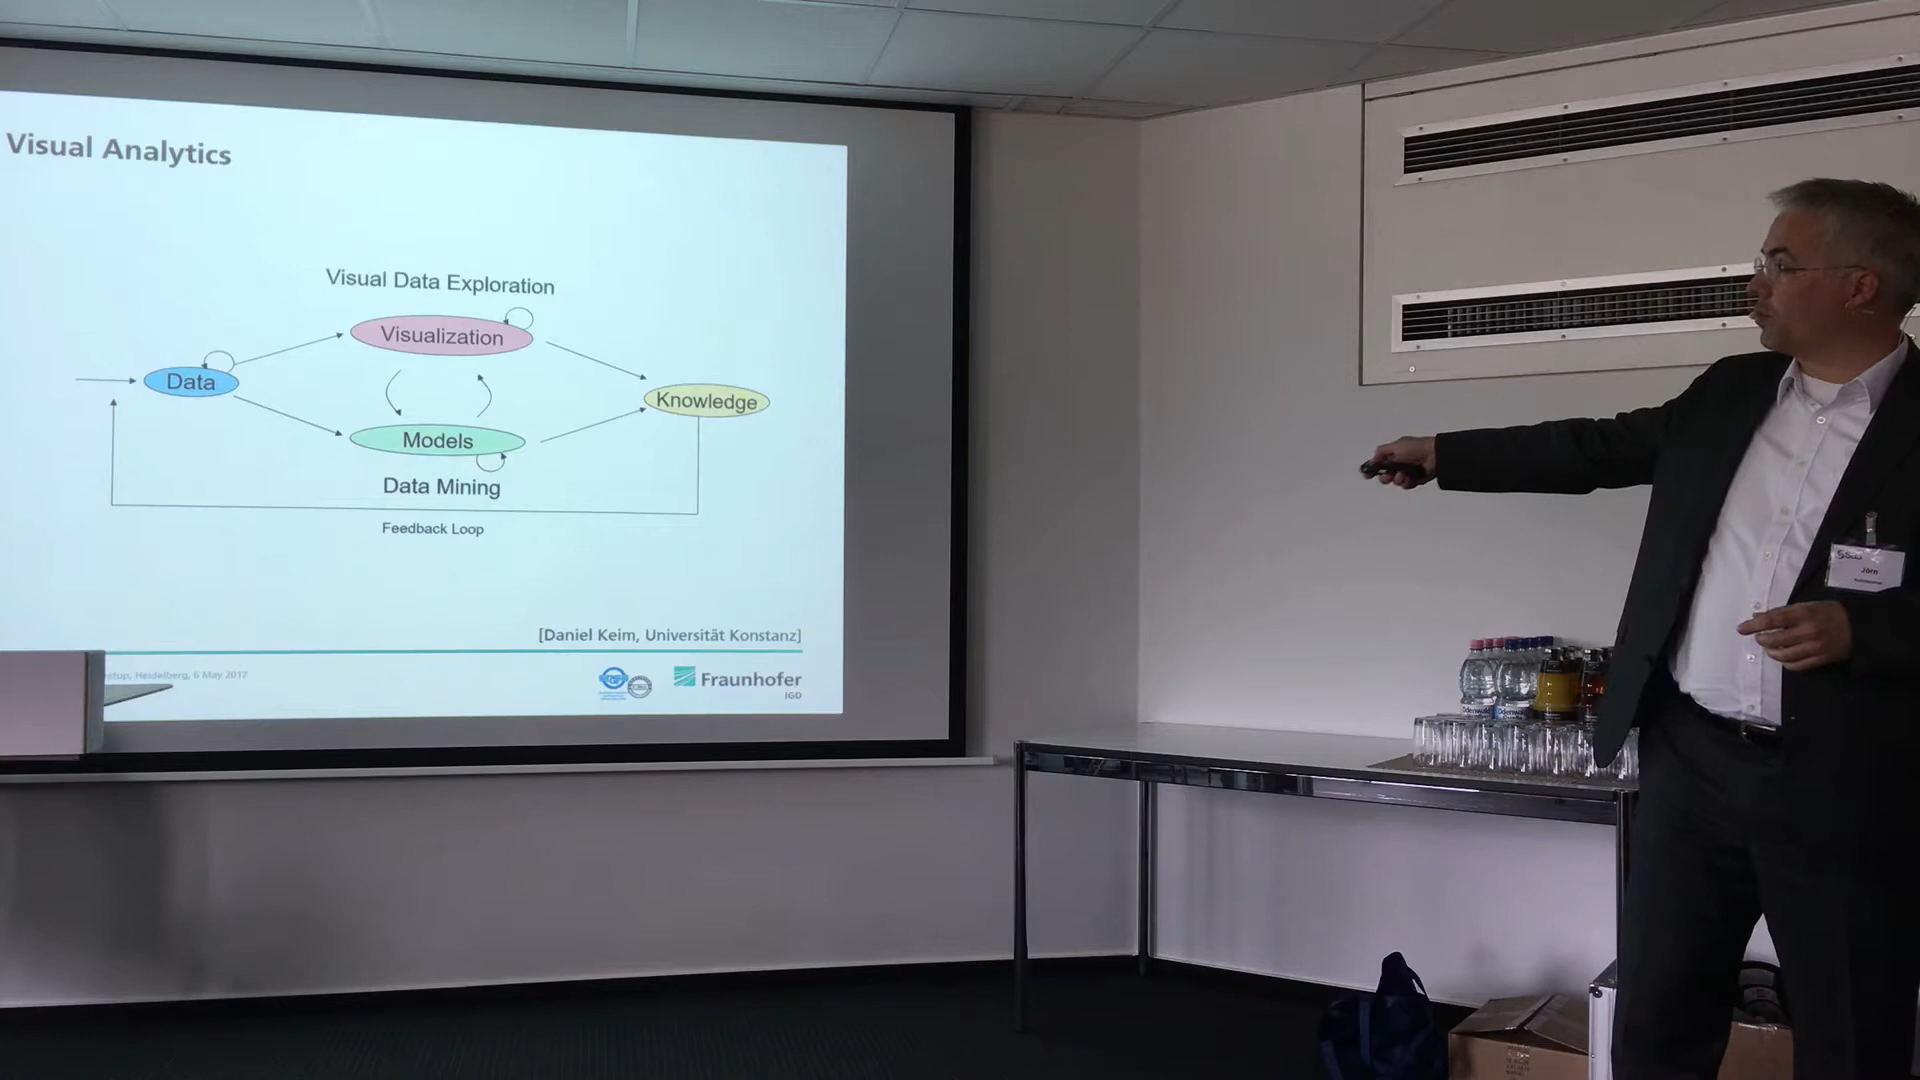 Visual Analytics
Visual Data Exploration
Visualization
Data
Knowledge
Models
Data Mining
Feedback Loop
[Daniel Keim, Universität Konstanz]
Heidelberg, 6 May 2017
Fraunhofer
IGD
Jörn